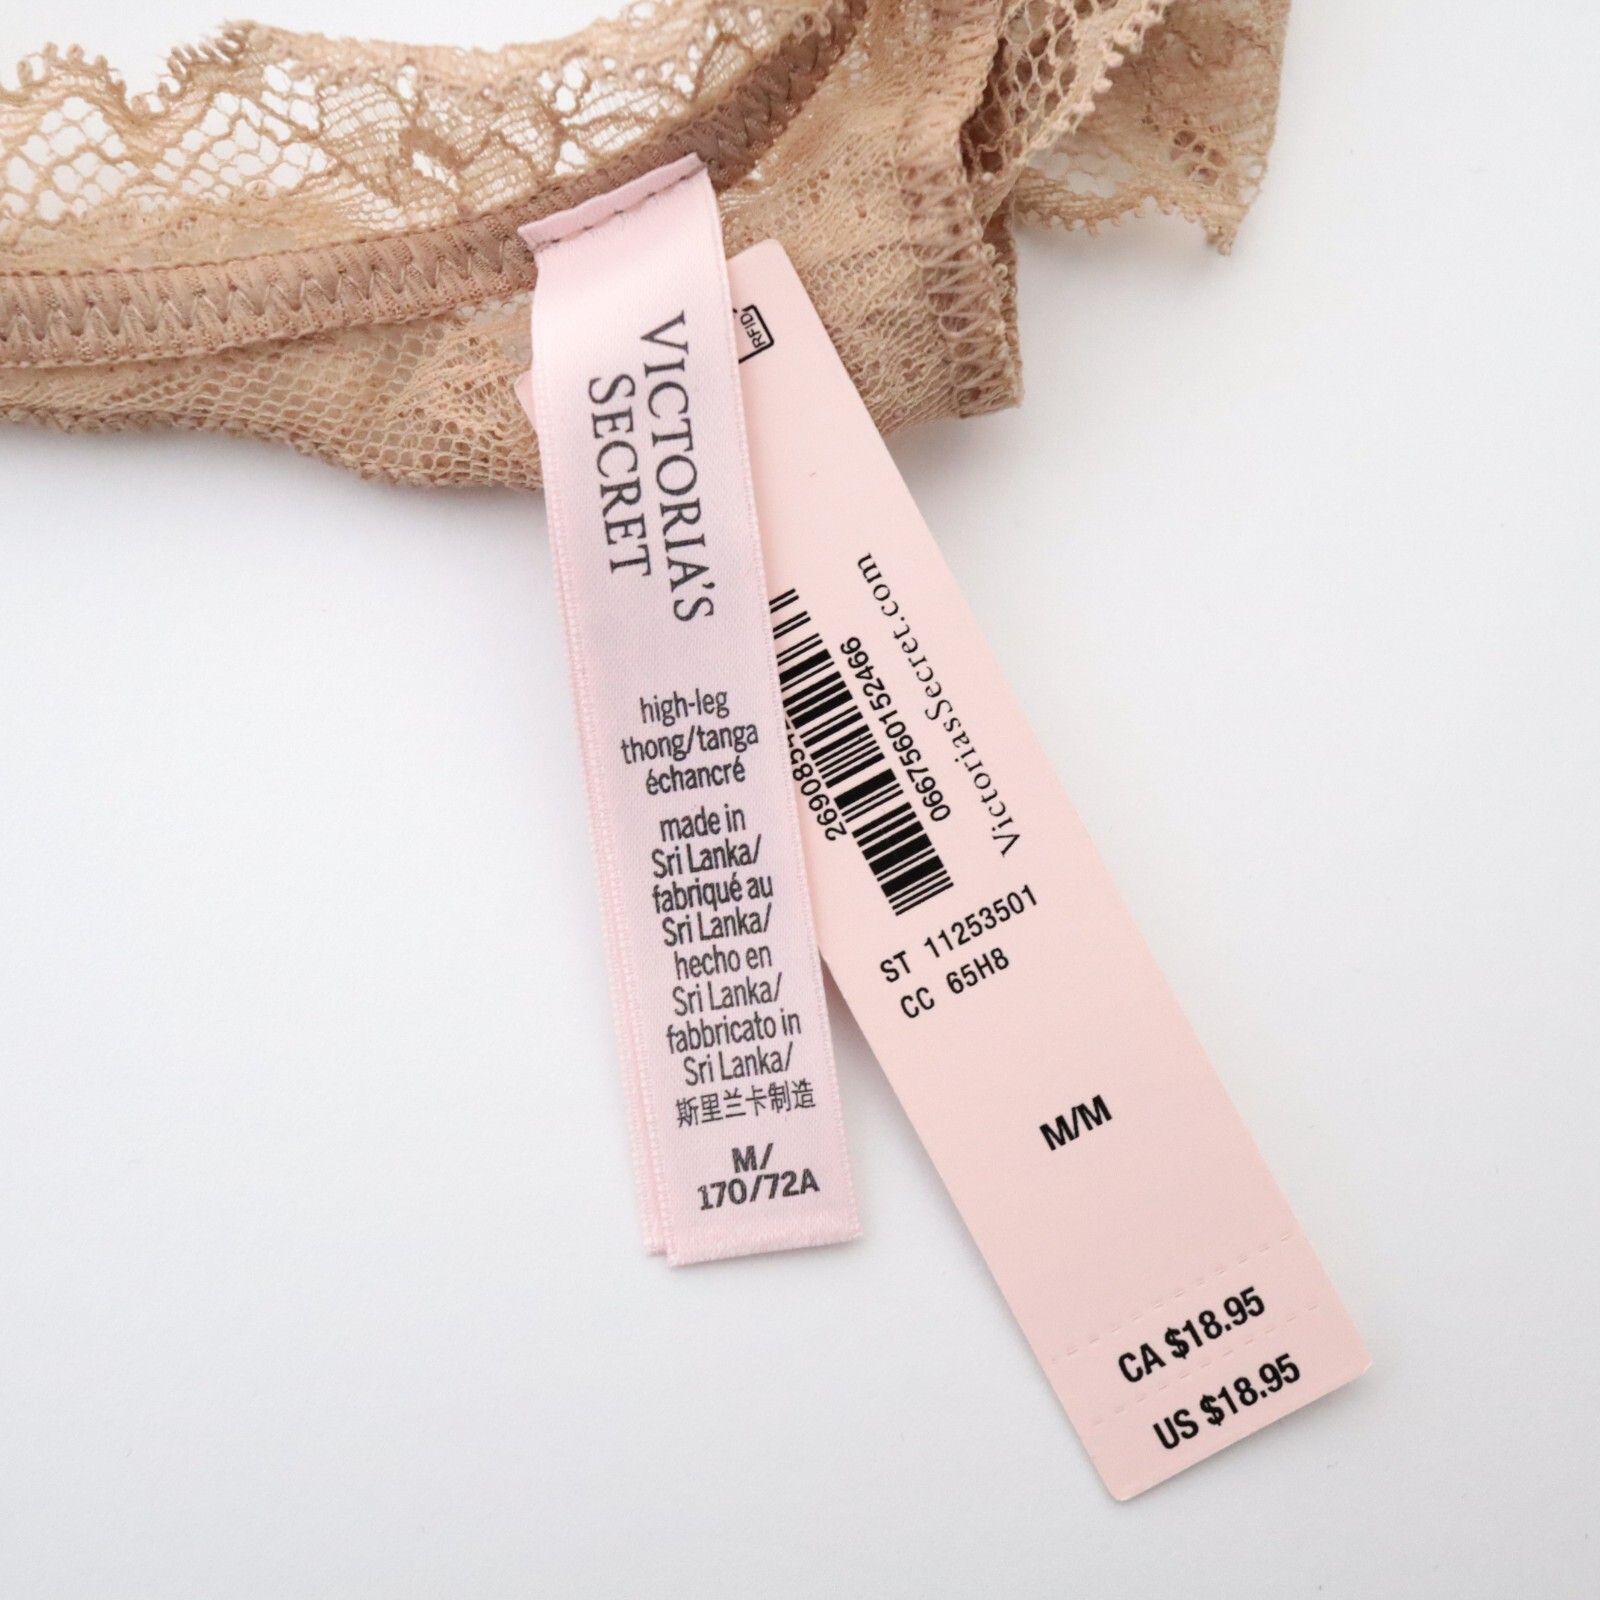 VICTORIA'S
SECRET
high-leg
thong/tanga
échancré
made in
Sri Lanka/
fabriqué au
Sri Lanka/
hecho en
Sri Lanka/
fabbricato in
Sri Lanka/
斯里兰卡制造
M/
170/72A
RFID
VictoriasSecret.com
0667560152466
ST 11253501
CC 65H8
M/M
CA $18.95
US $18.95